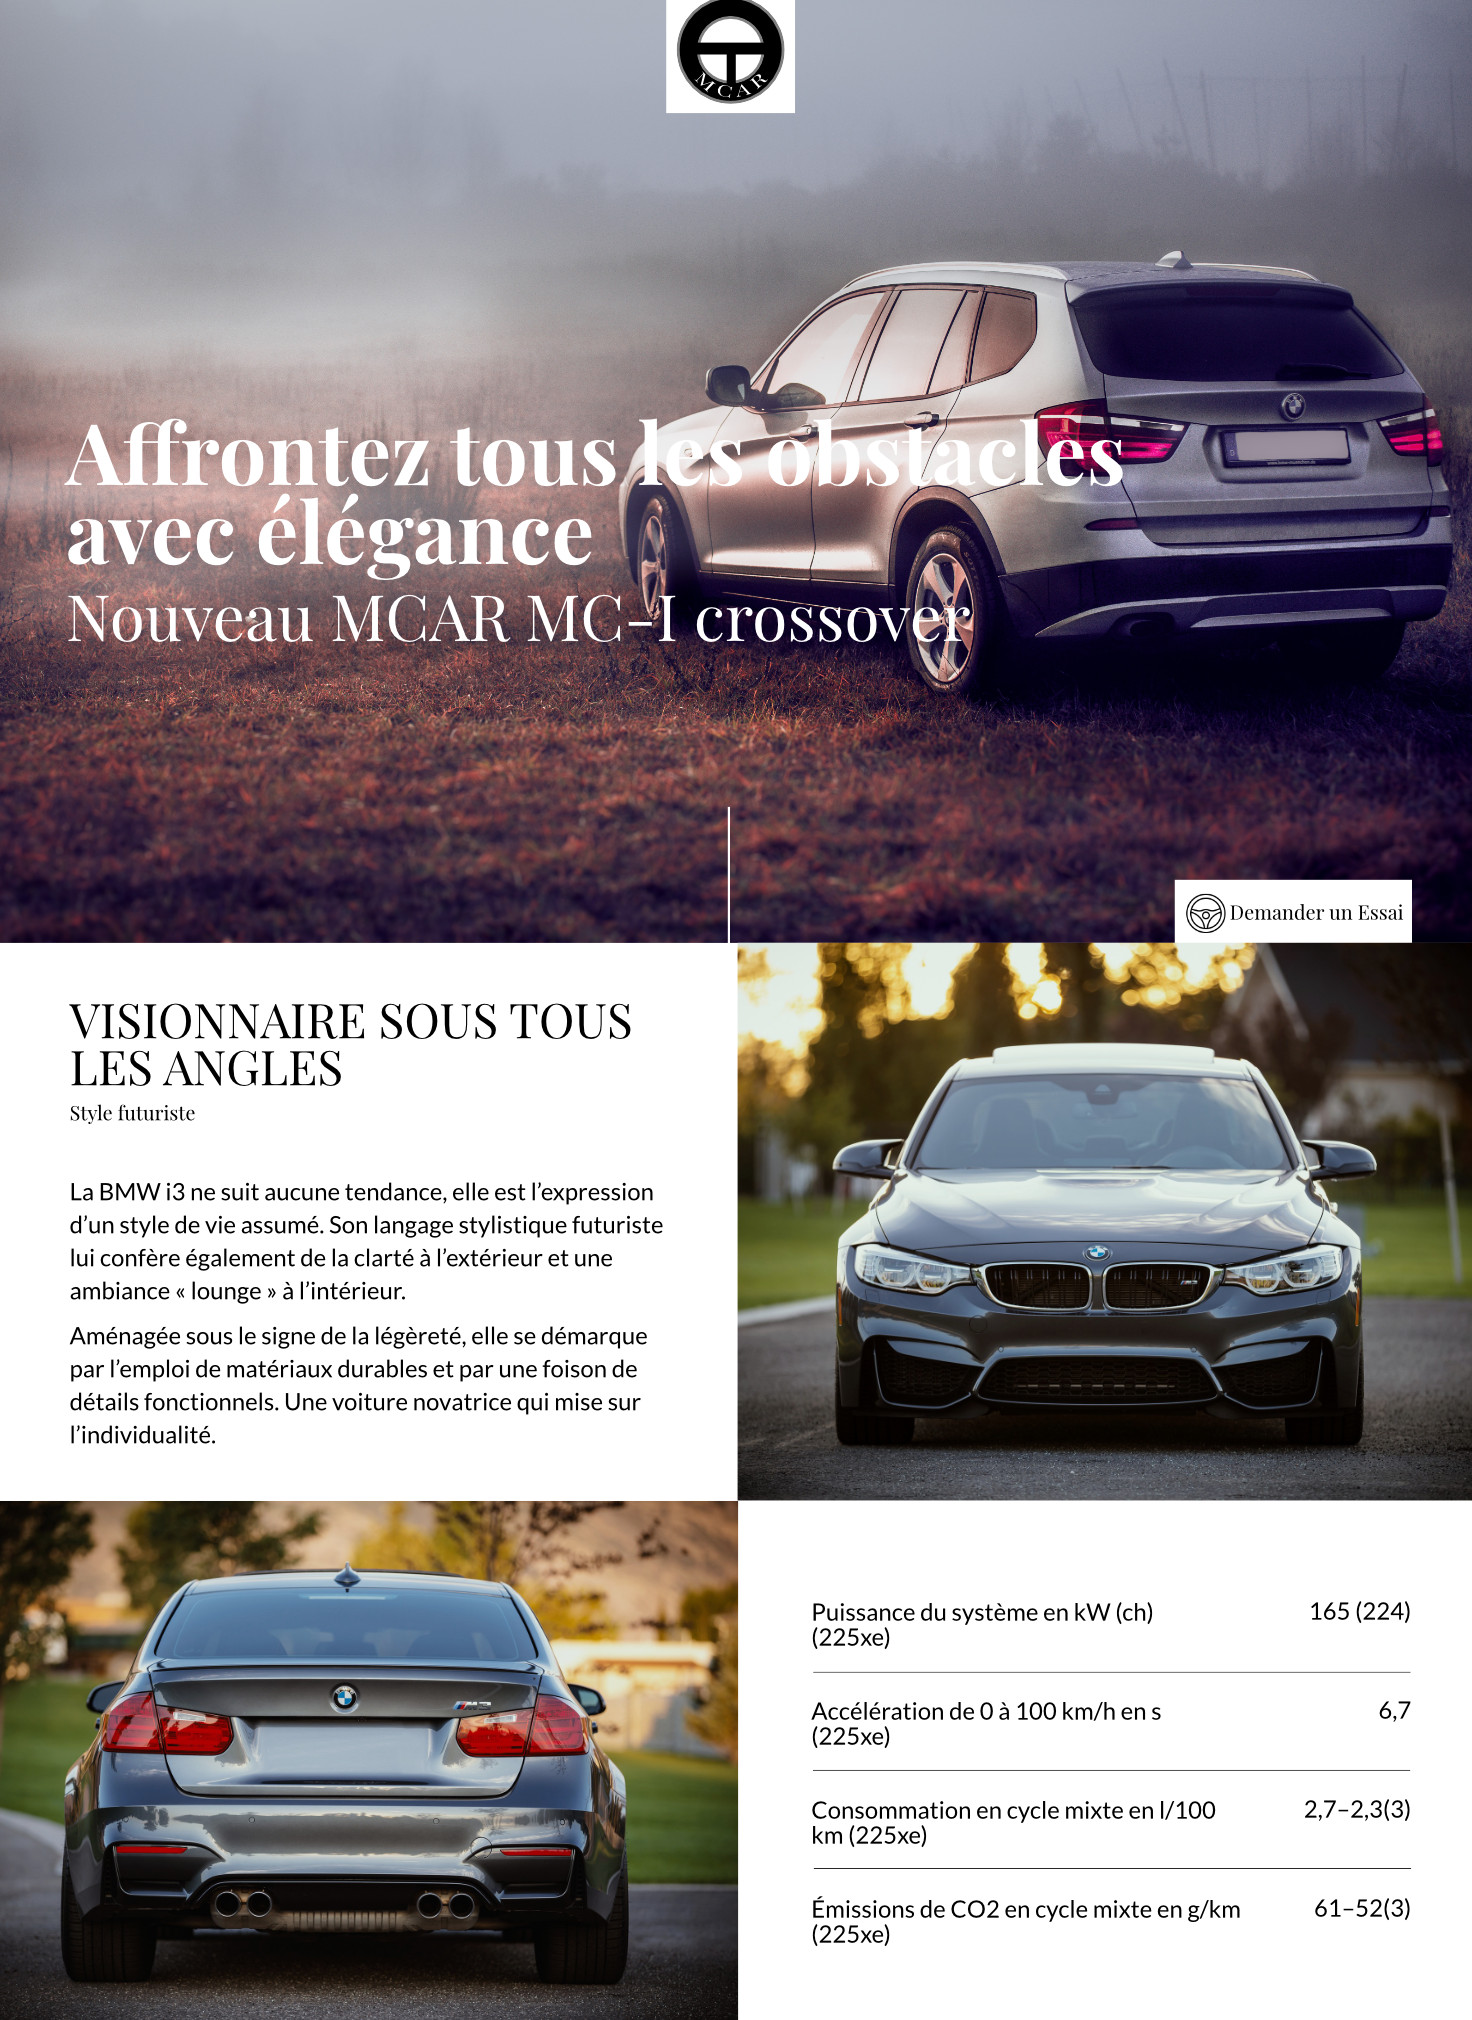 MCAR
Affrontez tous les obstacles
avec élégance
Nouveau MCAR MC-I crossover
Demander un Essai
VISIONNAIRE SOUS TOUS
LES ANGLES
Style futuriste
La BMW i3 ne suit aucune tendance, elle est l’expression
d’un style de vie assumé. Son langage stylistique futuriste
lui confère également de la clarté à l’extérieur et une
ambiance « lounge » à l’intérieur.
Aménagée sous le signe de la légèreté, elle se démarque
par l’emploi de matériaux durables et par une foison de
détails fonctionnels. Une voiture novatrice qui mise sur
l’individualité.
M3
Puissance du système en kW (ch) 165 (224)
(225xe)
Accélération de 0 à 100 km/h en s 6,7
(225xe)
Consommation en cycle mixte en l/100 2,7–2,3(3)
km (225xe)
Émissions de CO2 en cycle mixte en g/km 61–52(3)
(225xe)